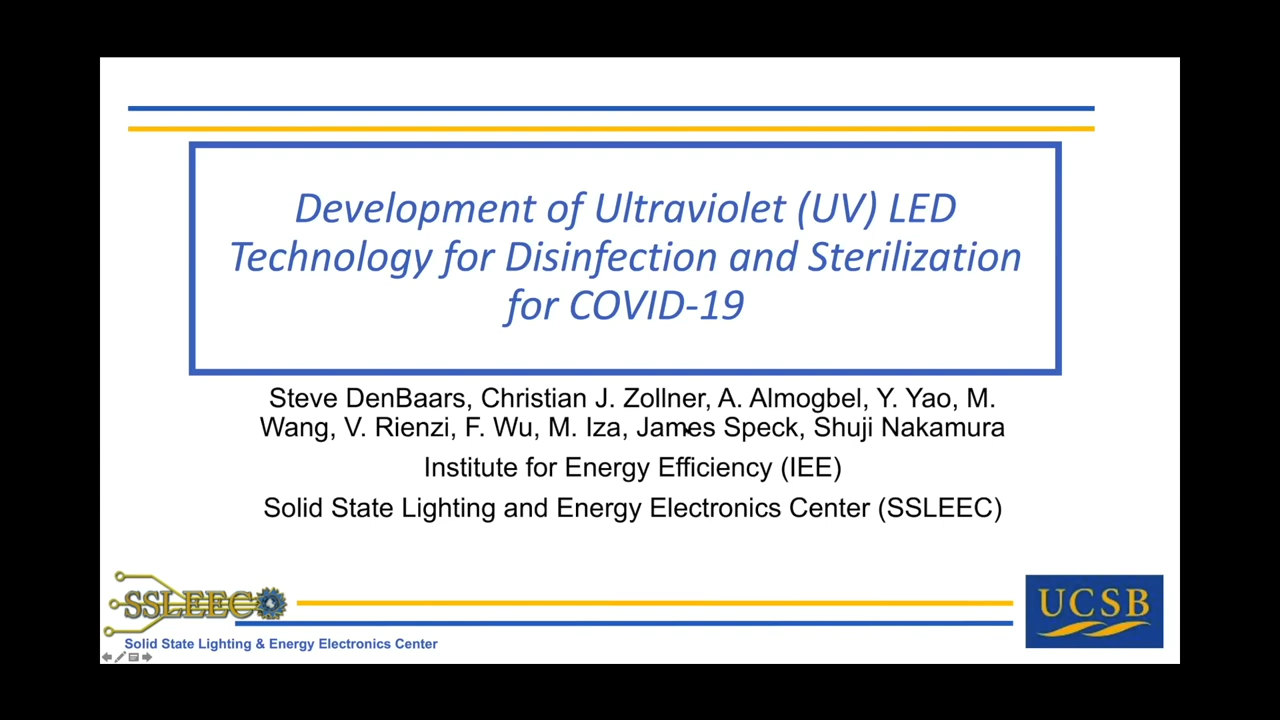 Development of Ultraviolet (UV) LED
Technology for Disinfection and Sterilization
for COVID-19
Steve DenBaars, Christian J. Zollner, A. Almogbel, Y. Yao, M.
Wang, V. Rienzi, F. Wu, M. Iza, James Speck, Shuji Nakamura
Institute for Energy Efficiency (IEE)
Solid State Lighting and Energy Electronics Center (SSLEEC)
SSLEEC
UCSB
Solid State Lighting & Energy Electronics Center